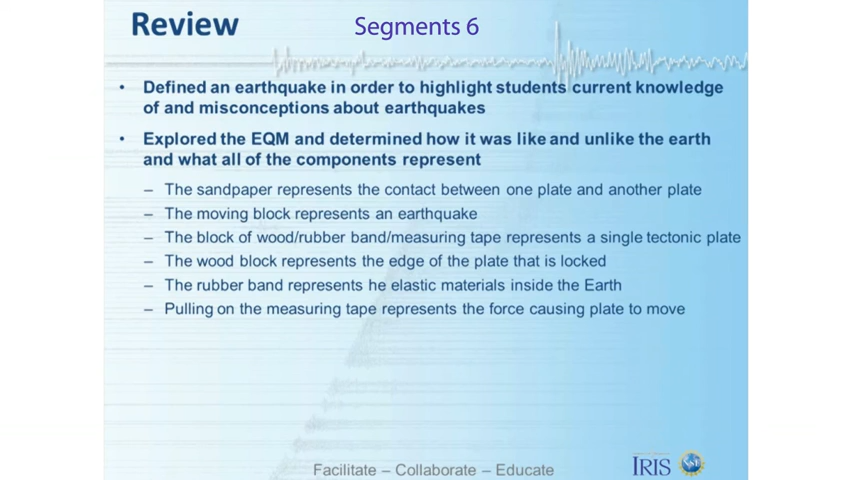 Review
Segments 6
• Defined an earthquake in order to highlight students current knowledge
of and misconceptions about earthquakes
• Explored the EQM and determined how it was like and unlike the earth
and what all of the components represent
– The sandpaper represents the contact between one plate and another plate
– The moving block represents an earthquake
– The block of wood/rubber band/measuring tape represents a single tectonic plate
– The wood block represents the edge of the plate that is locked
– The rubber band represents he elastic materials inside the Earth
– Pulling on the measuring tape represents the force causing plate to move
Facilitate – Collaborate – Educate
IRIS
NSF